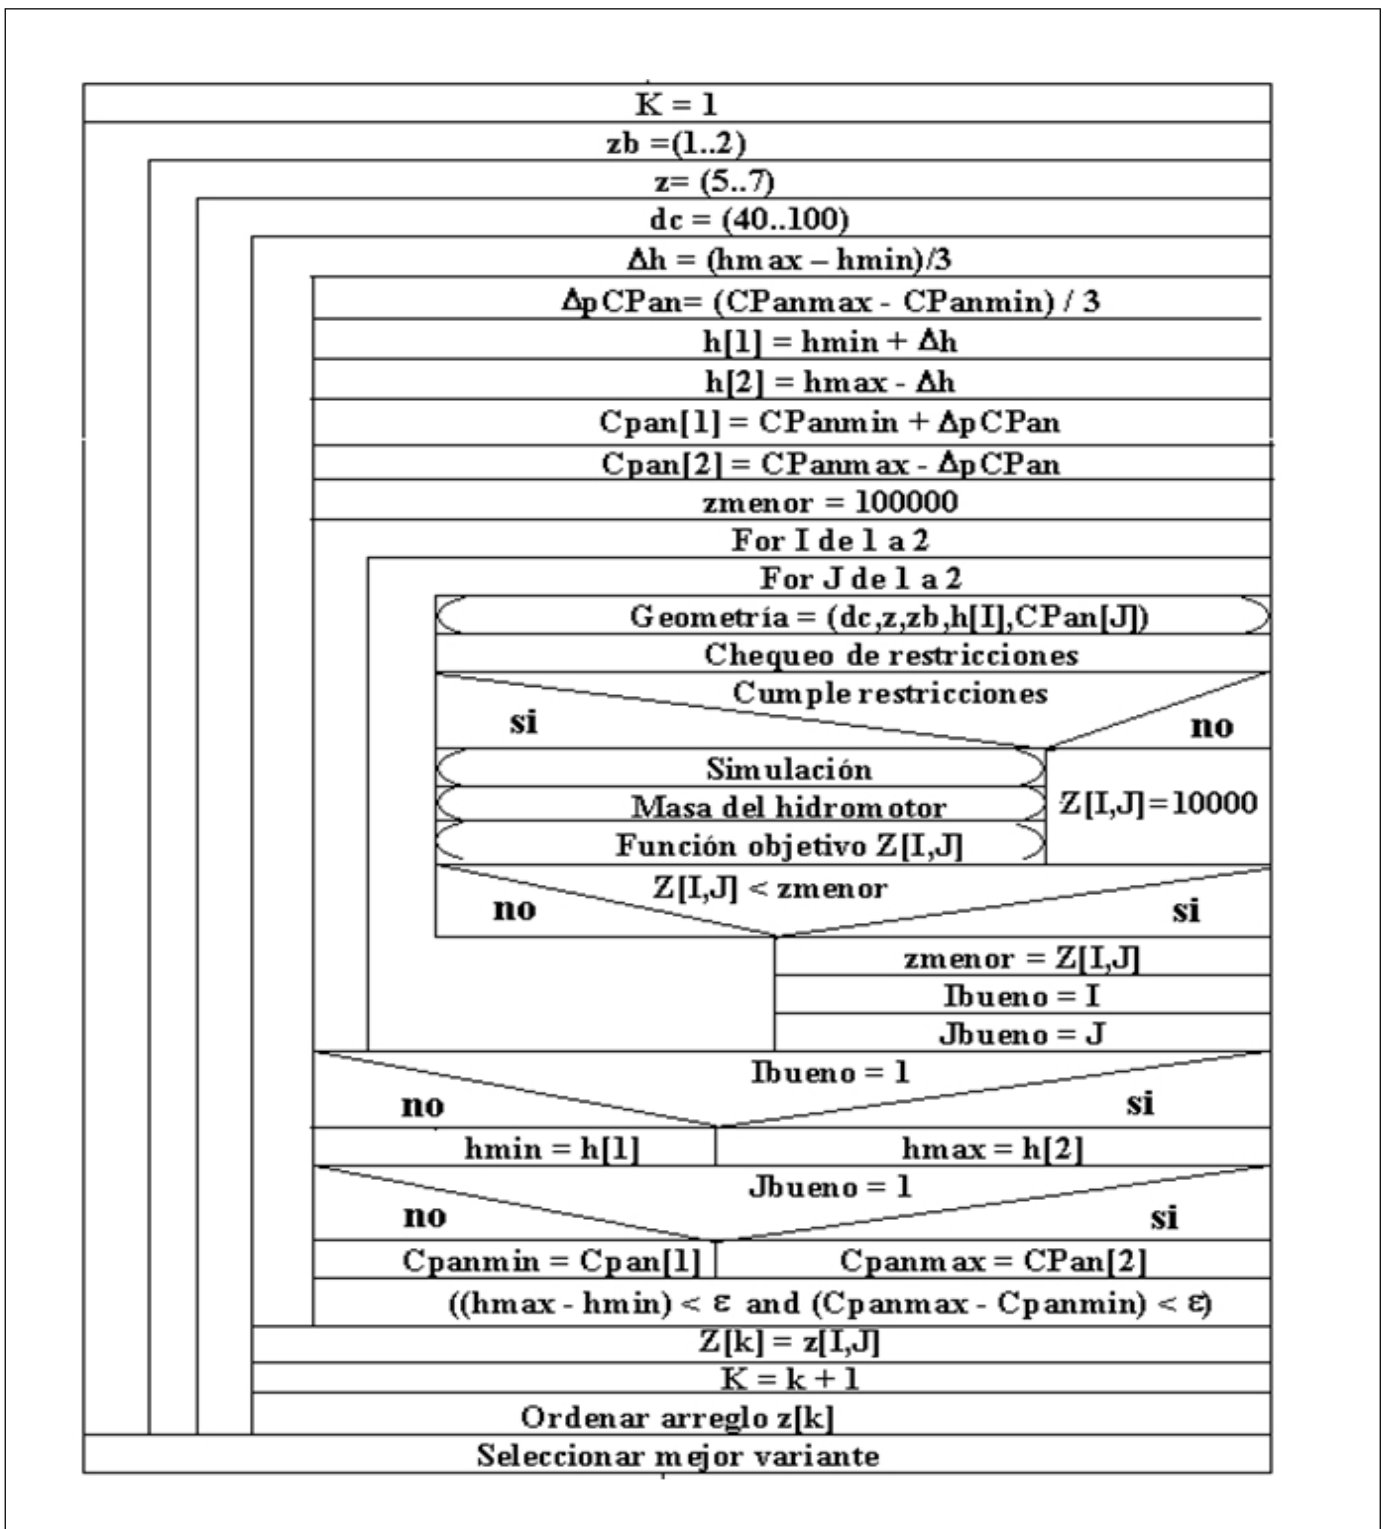 K = 1
zb =(1..2)
z= (5..7)
dc = (40..100)
Δh = (hmax – hmin)/3
ΔpCPan= (CPanmax - CPanmin) / 3
h[1] = hmin + Δh
h[2] = hmax - Δh
Cpan[1] = CPanmin + ΔpCPan
Cpan[2] = CPanmax - ΔpCPan
zmenor = 100000
For I de 1 a 2
For J de 1 a 2
Geometría = (dc,z,zb,h[I],CPan[J])
Chequeo de restricciones
Cumple restricciones
si
no
Simulación
Masa del hidromotor
Z[I,J]=10000
Función objetivo Z[I,J]
Z[I,J] < zmenor
no
si
zmenor = Z[I,J]
Ibueno = I
Jbueno = J
Ibueno = 1
no
si
hmin = h[1]
hmax = h[2]
Jbueno = 1
no
si
Cpanmin = Cpan[1]
Cpanmax = CPan[2]
((hmax - hmin) < ε and (Cpanmax - Cpanmin) < ε)
Z[k] = z[I,J]
K = k + 1
Ordenar arreglo z[k]
Seleccionar mejor variante